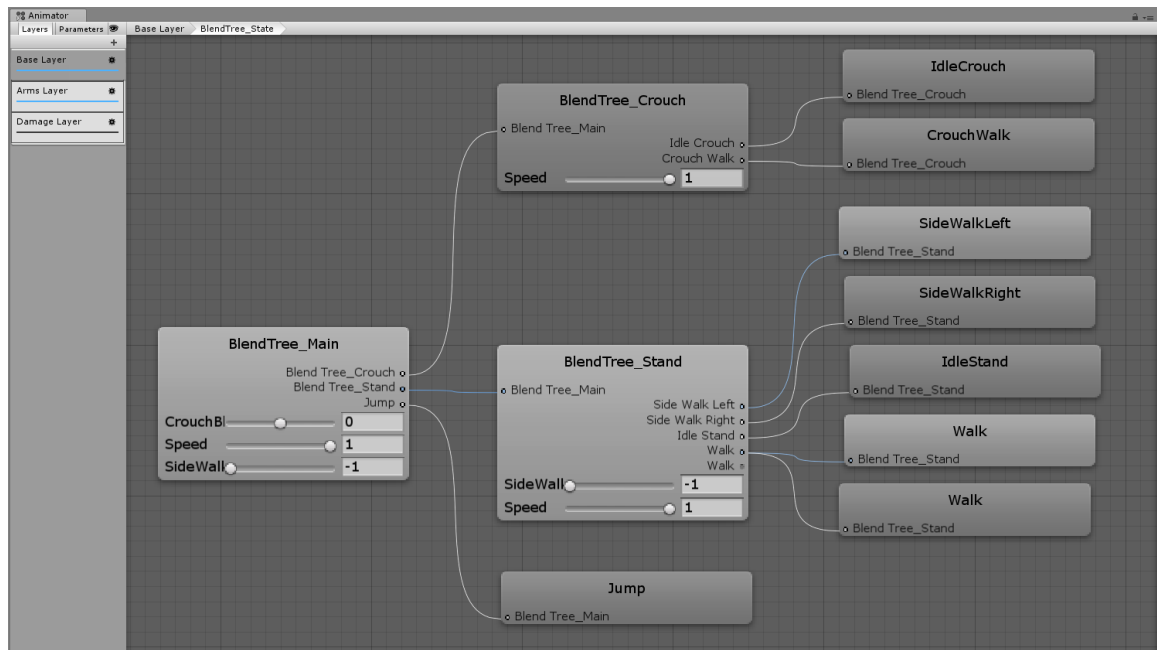 Animator
Layers Parameters
Base Layer BlendTree_State
+
Base Layer
Arms Layer
Damage Layer
BlendTree_Main
Blend Tree_Crouch
Blend Tree_Stand
Jump
CrouchBl 0
Speed 1
SideWalk -1
BlendTree_Crouch
Blend Tree_Main
Idle Crouch
Crouch Walk
Speed 1
BlendTree_Stand
Blend Tree_Main
Side Walk Left
Side Walk Right
Idle Stand
Walk
Walk
SideWalk -1
Speed 1
Jump
Blend Tree_Main
IdleCrouch
Blend Tree_Crouch
CrouchWalk
Blend Tree_Crouch
SideWalkLeft
Blend Tree_Stand
SideWalkRight
Blend Tree_Stand
IdleStand
Blend Tree_Stand
Walk
Blend Tree_Stand
Walk
Blend Tree_Stand